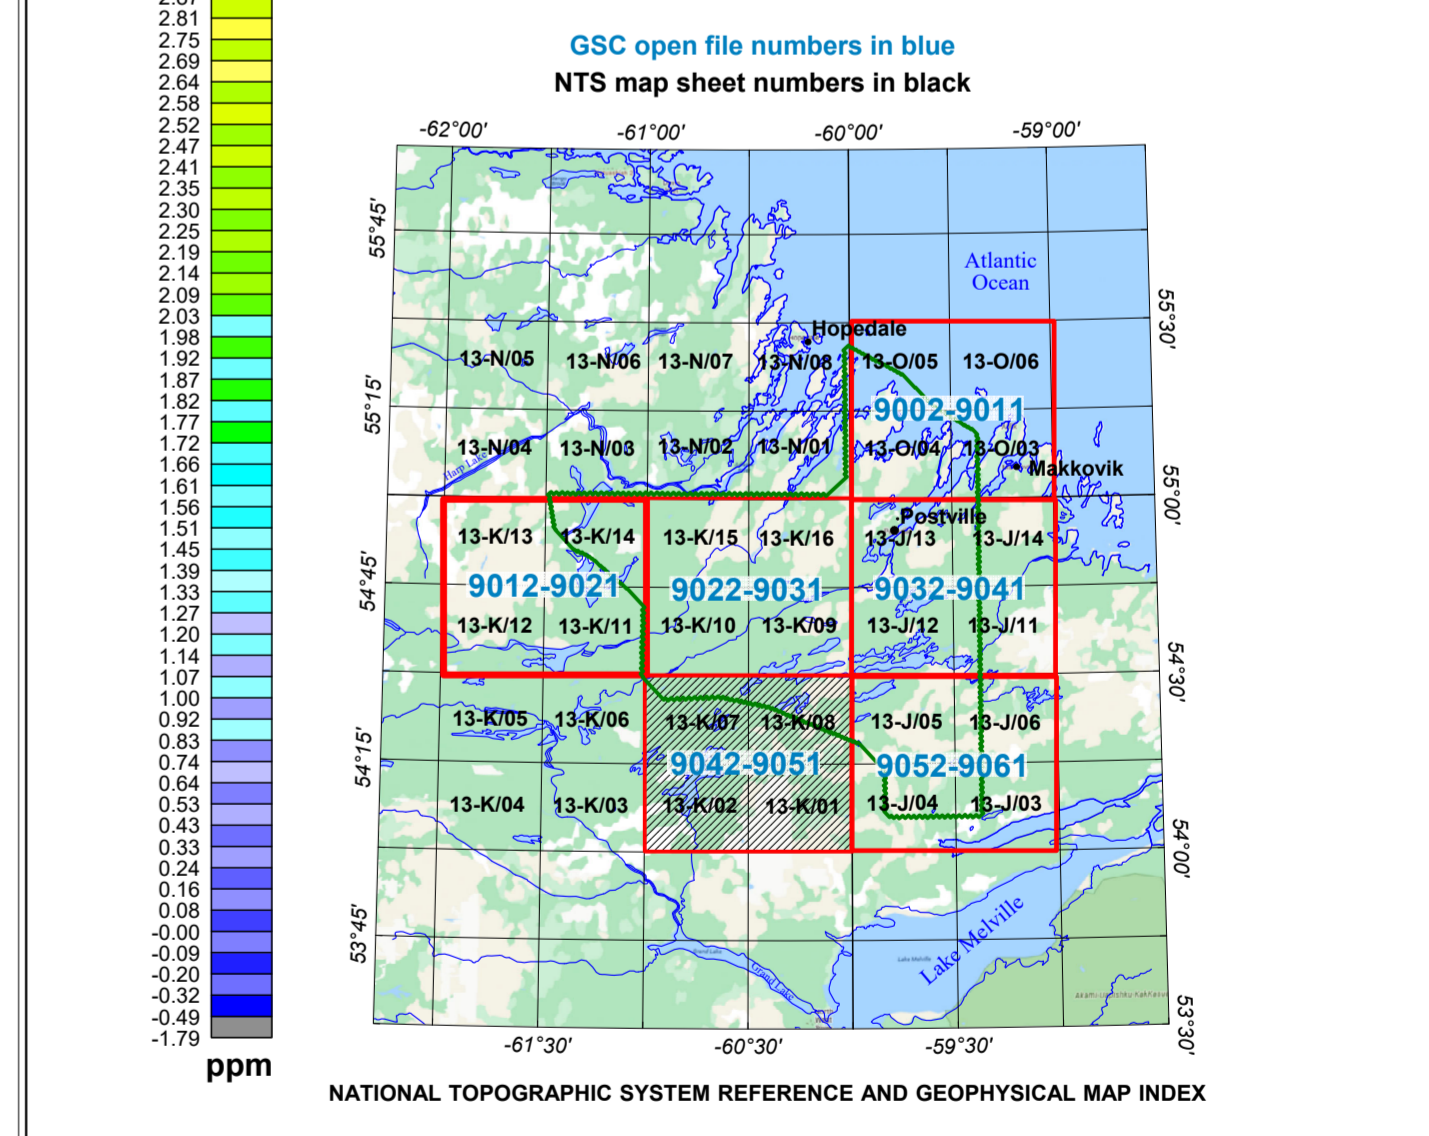 2.81
2.75
2.69
2.64
2.58
2.52
2.47
2.41
2.35
2.30
2.25
2.19
2.14
2.09
2.03
1.98
1.92
1.87
1.82
1.77
1.72
1.66
1.61
1.56
1.51
1.45
1.39
1.33
1.27
1.20
1.14
1.07
1.00
0.92
0.83
0.74
0.64
0.53
0.43
0.33
0.24
0.16
0.08
-0.00
-0.09
-0.20
-0.32
-0.49
-1.79
ppm
GSC open file numbers in blue
NTS map sheet numbers in black
-62°00' -61°00' -60°00' -59°00'
55°45'
Atlantic
Ocean
55°30'
Hopedale
13-N/05 13-N/06 13-N/07 13-N/08 13-O/05 13-O/06
55°15'
9002-9011
13-N/04 13-N/03 13-N/02 13-N/01 13-O/04 13-O/03
Harp Lake
Makkovik
55°00'
Postville
13-K/13 13-K/14 13-K/15 13-K/16 13-J/13 13-J/14
54°45'
9012-9021 9022-9031 9032-9041
13-K/12 13-K/11 13-K/10 13-K/09 13-J/12 13-J/11
54°30'
13-K/05 13-K/06 13-K/07 13-K/08 13-J/05 13-J/06
54°15'
9042-9051 9052-9061
13-K/04 13-K/03 13-K/02 13-K/01 13-J/04 13-J/03
54°00'
53°45'
Grand Lake
Grand Lake
Lake Melville
Lake Melville
53°30'
-61°30' -60°30' -59°30'
NATIONAL TOPOGRAPHIC SYSTEM REFERENCE AND GEOPHYSICAL MAP INDEX